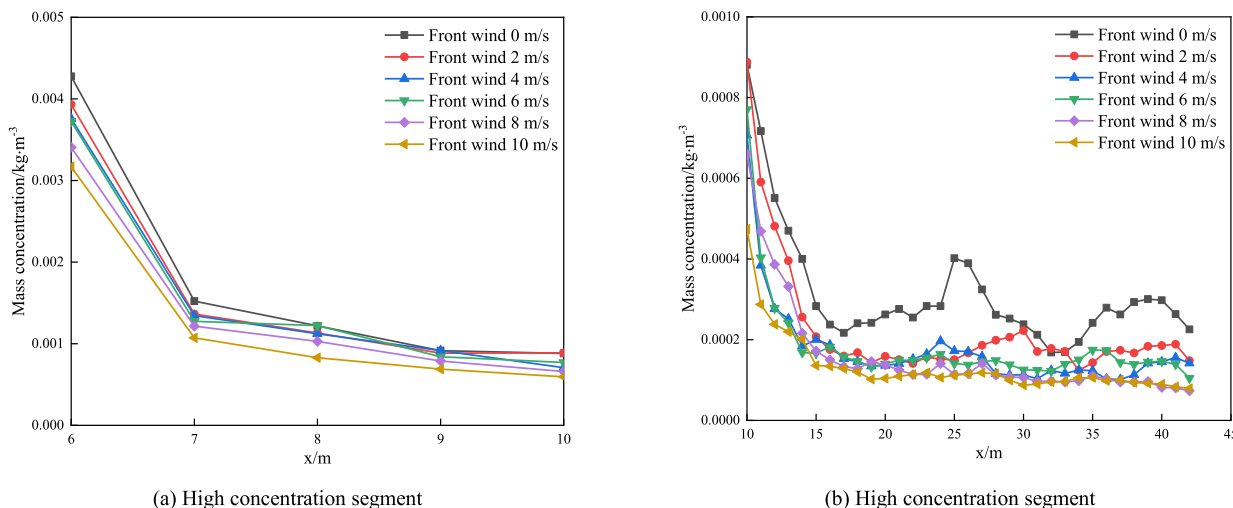 0.005
0.004
0.003
0.002
0.001
0.000
Mass concentration/kg·m⁻³
Front wind 0 m/s
Front wind 2 m/s
Front wind 4 m/s
Front wind 6 m/s
Front wind 8 m/s
Front wind 10 m/s
6 7 8 9 10
x/m
(a) High concentration segment
0.0010
0.0008
0.0006
0.0004
0.0002
0.0000
Mass concentration/kg·m⁻³
Front wind 0 m/s
Front wind 2 m/s
Front wind 4 m/s
Front wind 6 m/s
Front wind 8 m/s
Front wind 10 m/s
10 15 20 25 30 35 40 45
x/m
(b) High concentration segment